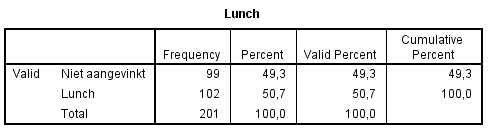 Lunch
Frequency Percent Valid Percent Cumulative Percent
Valid Niet aangevinkt 99 49,3 49,3 49,3
Lunch 102 50,7 50,7 100,0
Total 201 100,0 100,0